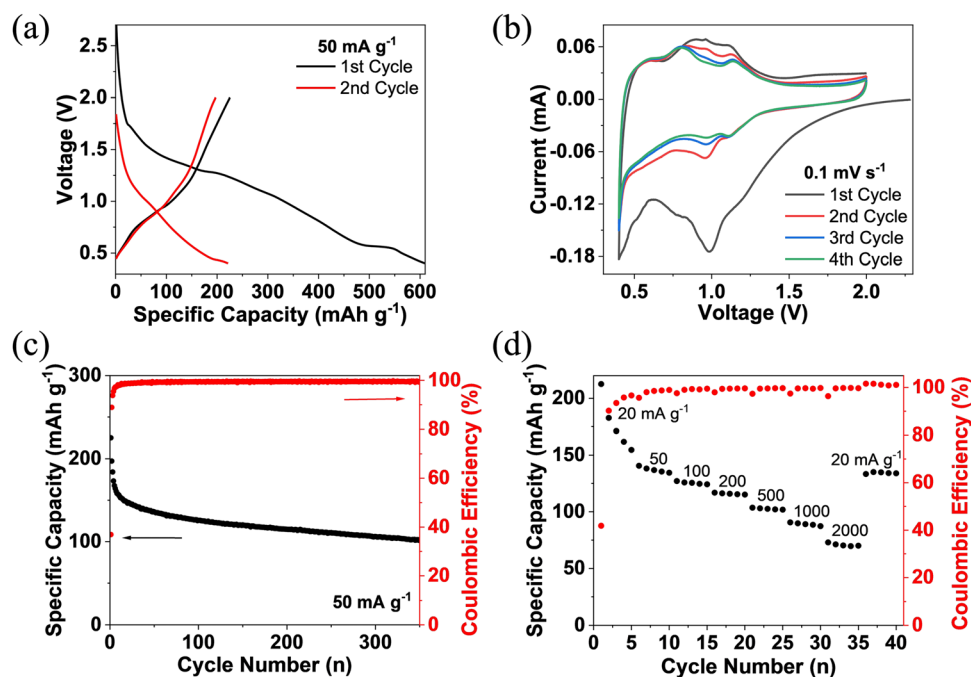 (a)
50 mA g⁻¹
1st Cycle
2nd Cycle
2.5
2.0
1.5
1.0
0.5
Voltage (V)
0 100 200 300 400 500 600
Specific Capacity (mAh g⁻¹)
(b)
0.06
0.00
-0.06
-0.12
-0.18
Current (mA)
0.1 mV s⁻¹
1st Cycle
2nd Cycle
3rd Cycle
4th Cycle
0.5 1.0 1.5 2.0
Voltage (V)
(c)
300
200
100
0
Specific Capacity (mAh g⁻¹)
100
80
60
40
20
0
Coulombic Efficiency (%)
50 mA g⁻¹
0 100 200 300
Cycle Number (n)
(d)
200
150
100
50
0
Specific Capacity (mAh g⁻¹)
20 mA g⁻¹
50
100
200
500
1000
2000
20 mA g⁻¹
100
80
60
40
20
0
Coulombic Efficiency (%)
0 5 10 15 20 25 30 35 40
Cycle Number (n)